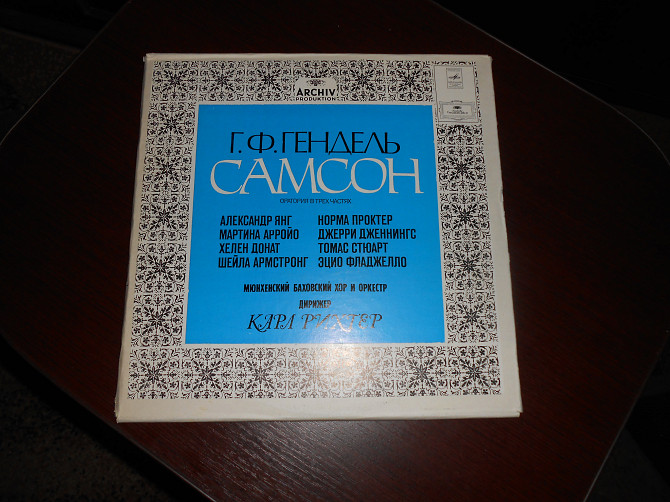 ARCHIV
PRODUKTION
Г. Ф. ГЕНДЕЛЬ
САМСОН
ОРАТОРИЯ В ТРЕХ ЧАСТЯХ
АЛЕКСАНДР ЯНГ
МАРТИНА АРРОЙО
ХЕЛЕН ДОНАТ
ШЕЙЛА АРМСТРОНГ
НОРМА ПРОКТЕР
ДЖЕРРИ ДЖЕННИНГС
ТОМАС СТЮАРТ
ЭЦИО ФЛАДЖЕЛЛО
МЮНХЕНСКИЙ БАХОВСКИЙ ХОР И ОРКЕСТР
ДИРИЖЕР
КАРЛ РИХТЕР